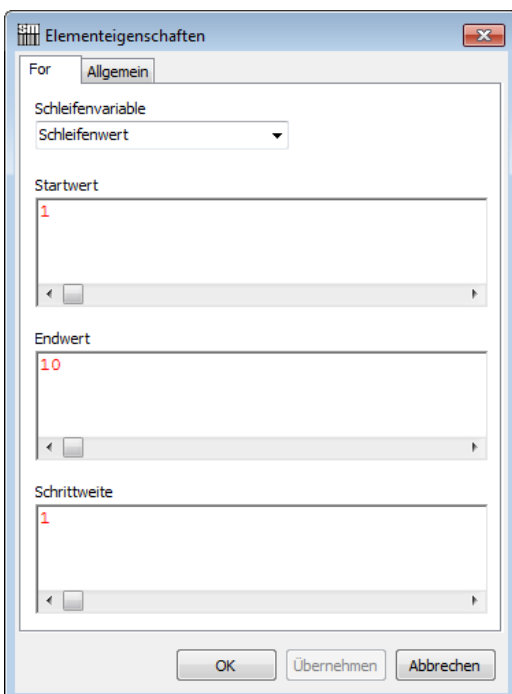 Elementeigenschaften
For
Allgemein
Schleifenvariable
Schleifenwert
Startwert
1
Endwert
10
Schrittweite
1
OK
Übernehmen
Abbrechen